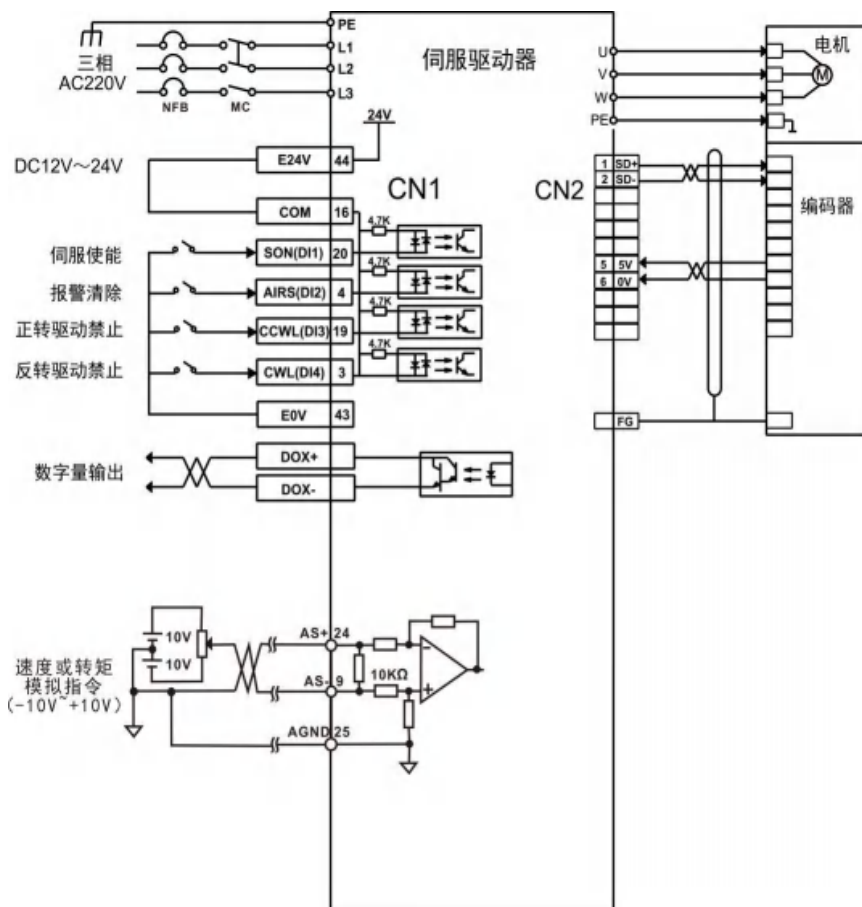 PE
L1
L2
L3
三相
AC220V
NFB
MC
伺服驱动器
U
V
W
PE
电机
M
24V
DC12V～24V
E24V 44
CN1
COM 16
4.7K
伺服使能
SON(DI1) 20
4.7K
报警清除
AIRS(DI2) 4
4.7K
正转驱动禁止
CCWL(DI3) 19
4.7K
反转驱动禁止
CWL(DI4) 3
E0V 43
数字量输出
DOX+
DOX-
CN2
1 SD+
2 SD-
5 5V
6 0V
FG
编码器
10V
10V
速度或转矩
模拟指令
(-10V~+10V)
AS+ 24
AS- 9
AGND 25
10KΩ
-
+